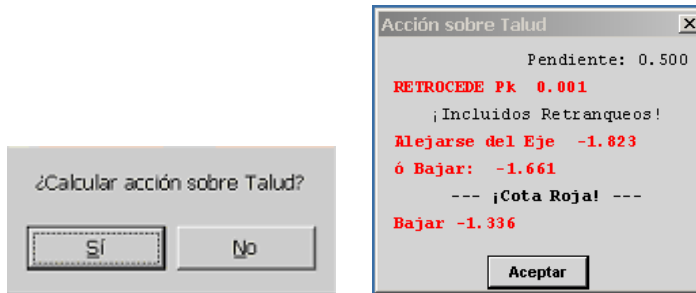 ¿Calcular acción sobre Talud?
Sí
No
Acción sobre Talud
Pendiente: 0.500
RETROCEDE Pk 0.001
¡Incluidos Retranqueos!
Alejarse del Eje -1.823
ó Bajar: -1.661
--- ¡Cota Roja! ---
Bajar -1.336
Aceptar